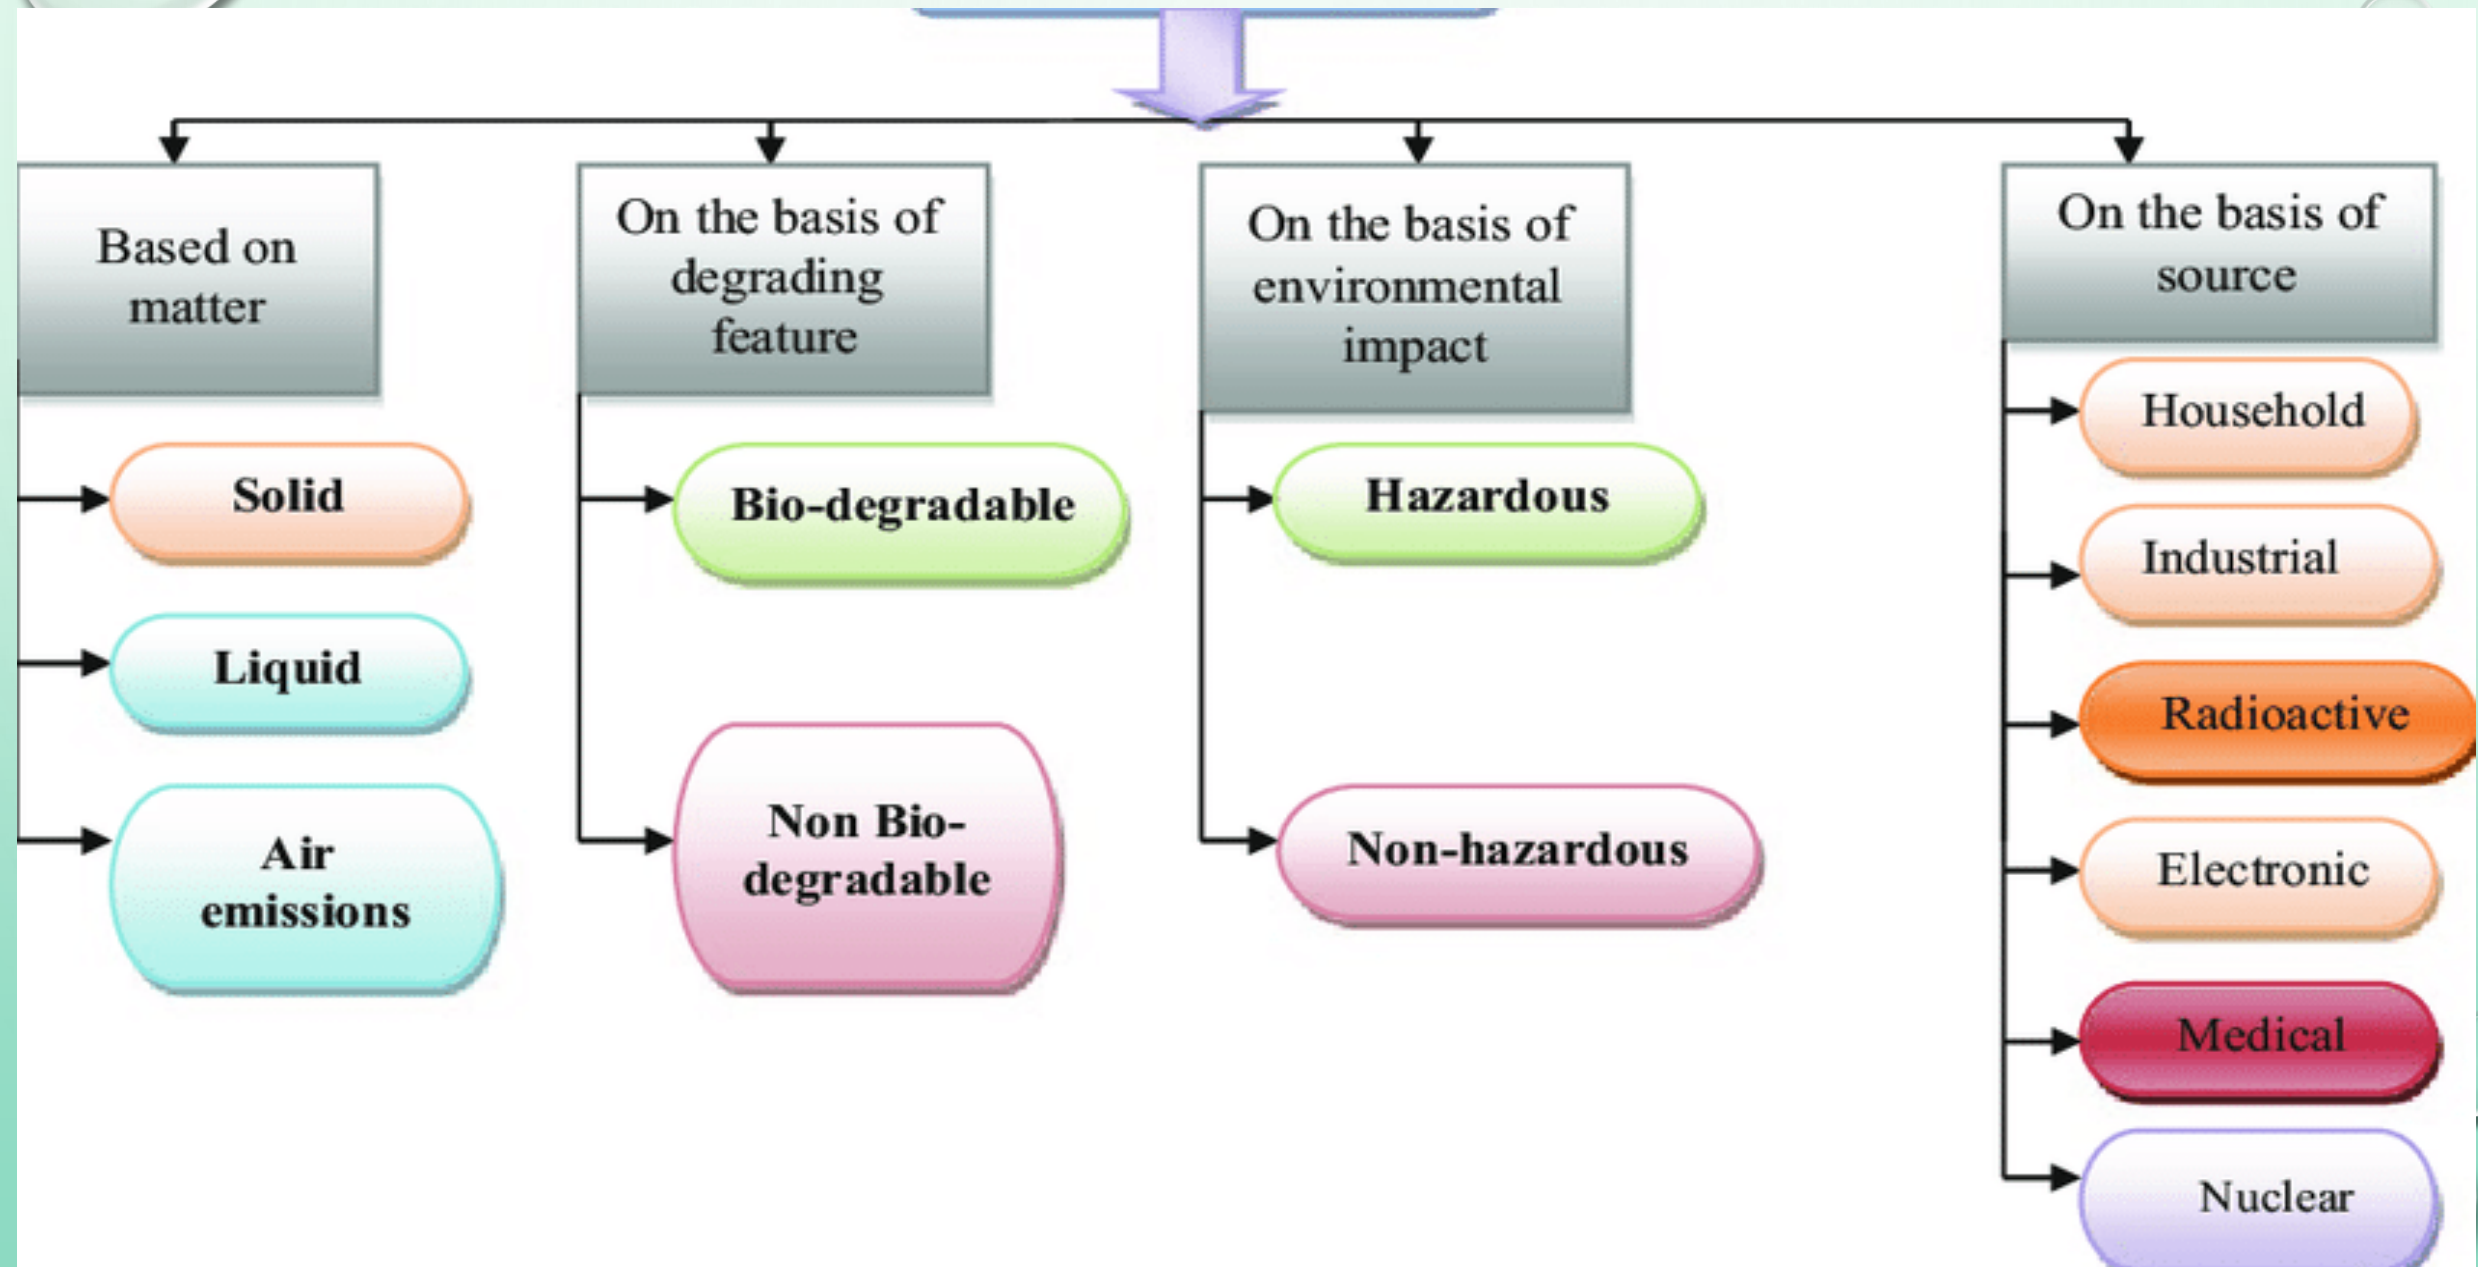 Based on
matter
Solid
Liquid
Air
emissions
On the basis of
degrading
feature
Bio-degradable
Non Bio-
degradable
On the basis of
environmental
impact
Hazardous
Non-hazardous
On the basis of
source
Household
Industrial
Radioactive
Electronic
Medical
Nuclear